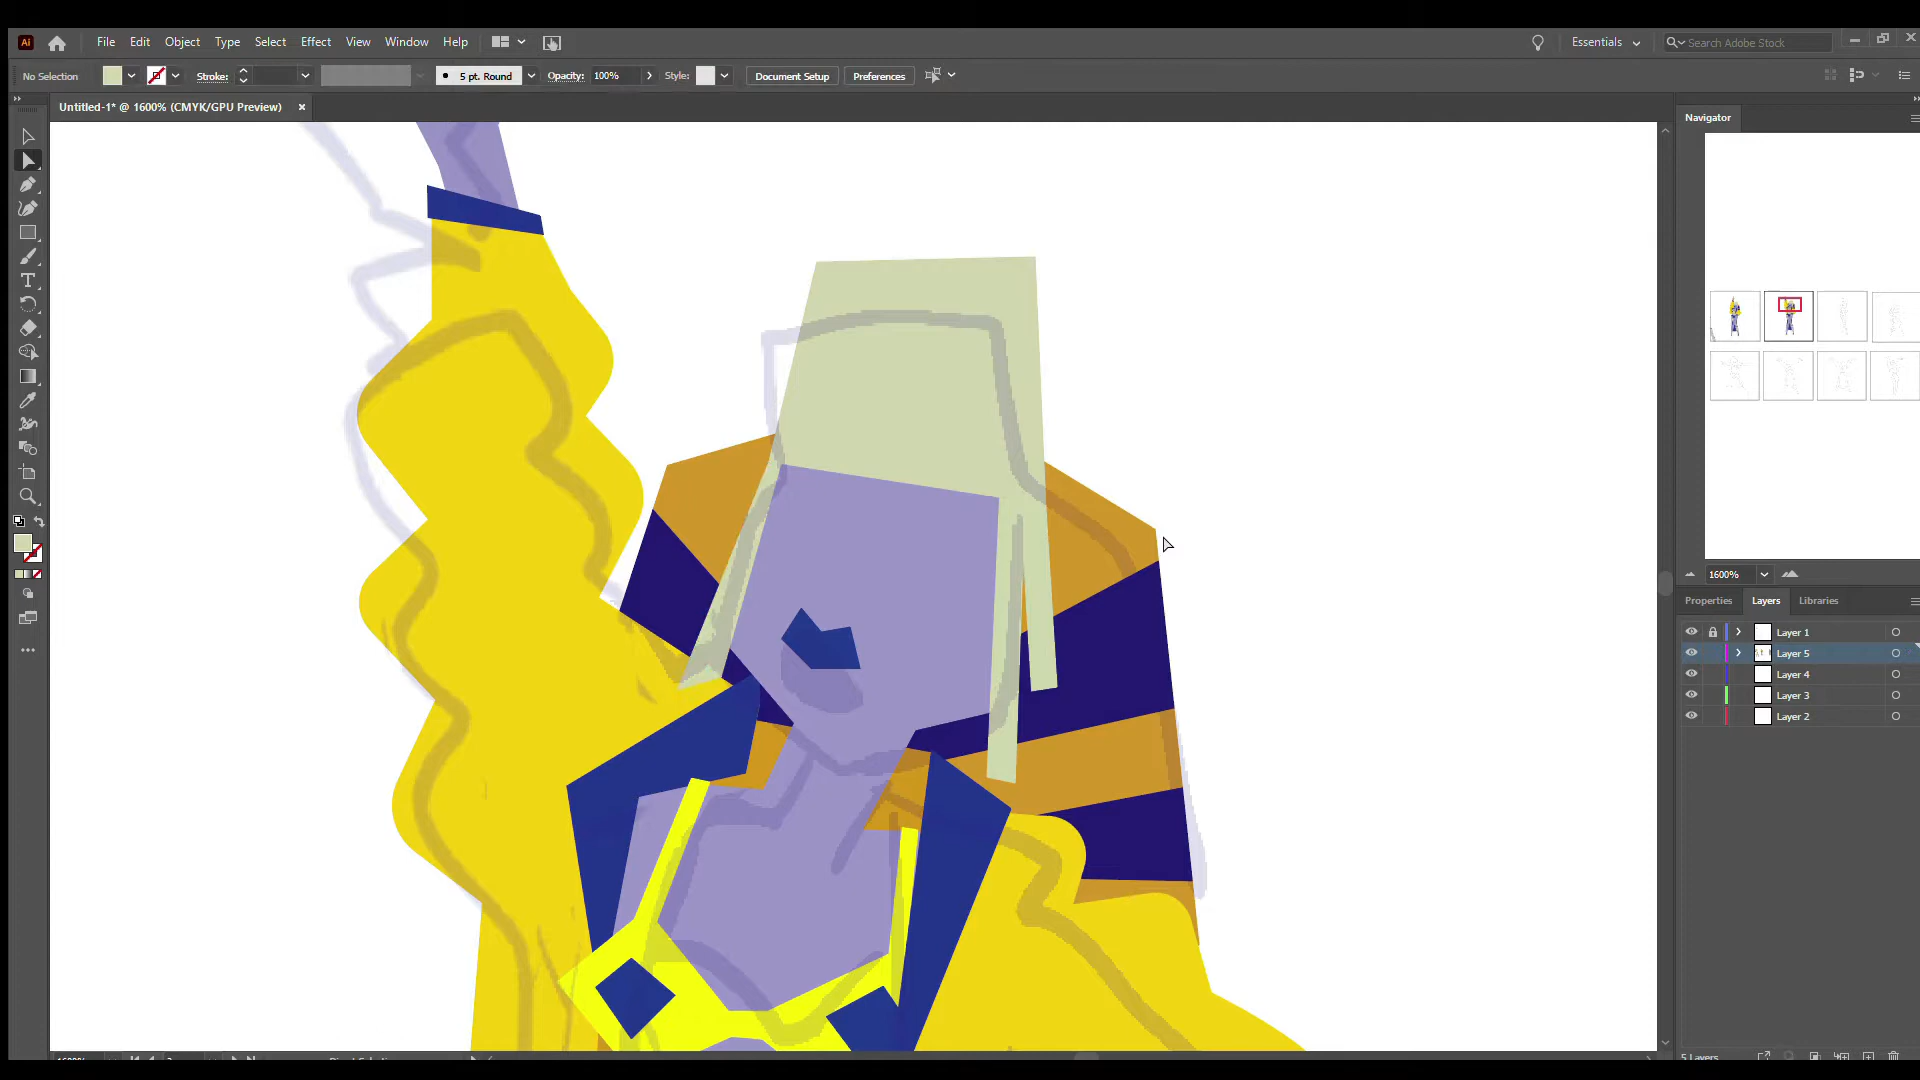 Ai File Edit Object Type Select Effect View Window Help Essentials Search Adobe Stock
No Selection Stroke: 5 pt. Round Opacity: 100% Style: Document Setup Preferences
Untitled-1* @ 1600% (CMYK/GPU Preview)
Navigator
1600%
Properties Layers Libraries
Layer 1
Layer 5
Layer 4
Layer 3
Layer 2
5 Layers